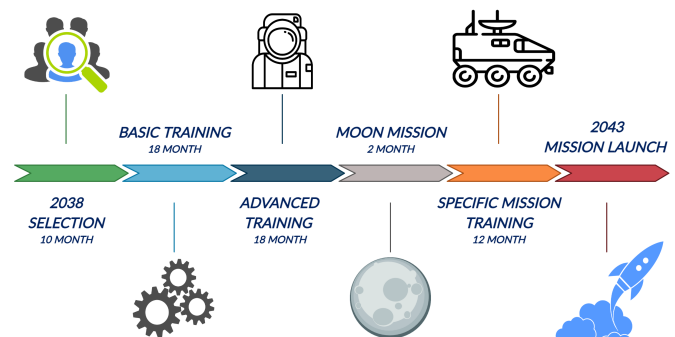 2038
SELECTION
10 MONTH
BASIC TRAINING
18 MONTH
ADVANCED
TRAINING
18 MONTH
MOON MISSION
2 MONTH
SPECIFIC MISSION
TRAINING
12 MONTH
2043
MISSION LAUNCH